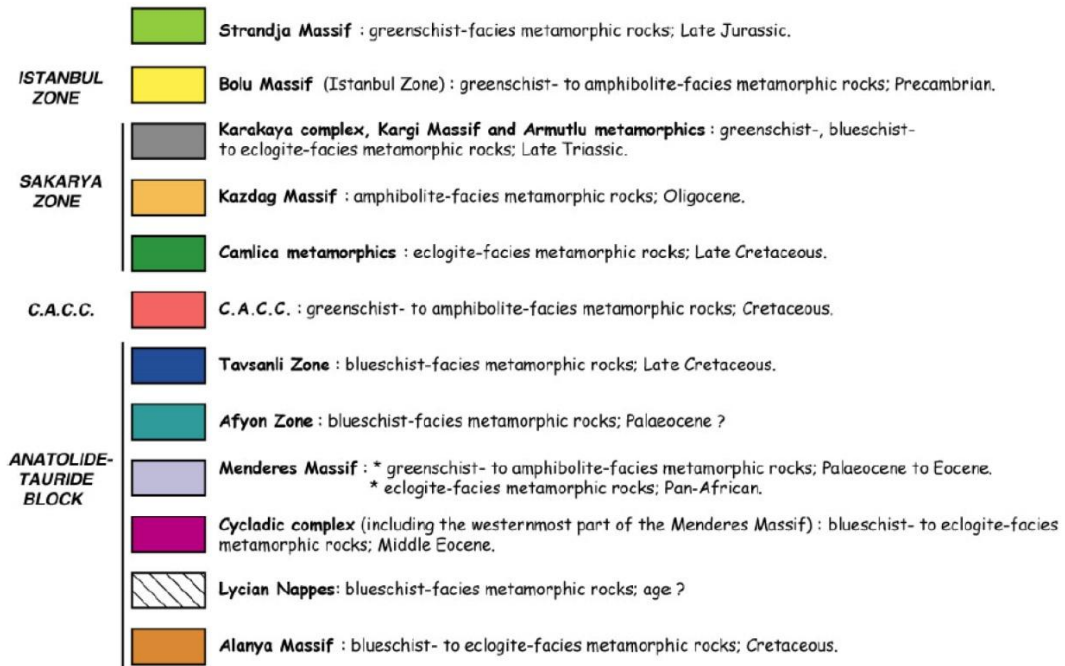 Strandja Massif : greenschist-facies metamorphic rocks; Late Jurassic.
ISTANBUL
ZONE
Bolu Massif (Istanbul Zone) : greenschist- to amphibolite-facies metamorphic rocks; Precambrian.
SAKARYA
ZONE
Karakaya complex, Kargi Massif and Armutlu metamorphics : greenschist-, blueschist-
to eclogite-facies metamorphic rocks; Late Triassic.
Kazdag Massif : amphibolite-facies metamorphic rocks; Oligocene.
Camlica metamorphics : eclogite-facies metamorphic rocks; Late Cretaceous.
C.A.C.C.
C.A.C.C. : greenschist- to amphibolite-facies metamorphic rocks; Cretaceous.
ANATOLIDE-
TAURIDE
BLOCK
Tavsanli Zone : blueschist-facies metamorphic rocks; Late Cretaceous.
Afyon Zone : blueschist-facies metamorphic rocks; Palaeocene ?
Menderes Massif : * greenschist- to amphibolite-facies metamorphic rocks; Palaeocene to Eocene.
* eclogite-facies metamorphic rocks; Pan-African.
Cycladic complex (including the westernmost part of the Menderes Massif) : blueschist- to eclogite-facies
metamorphic rocks; Middle Eocene.
Lycian Nappes: blueschist-facies metamorphic rocks; age ?
Alanya Massif : blueschist- to eclogite-facies metamorphic rocks; Cretaceous.